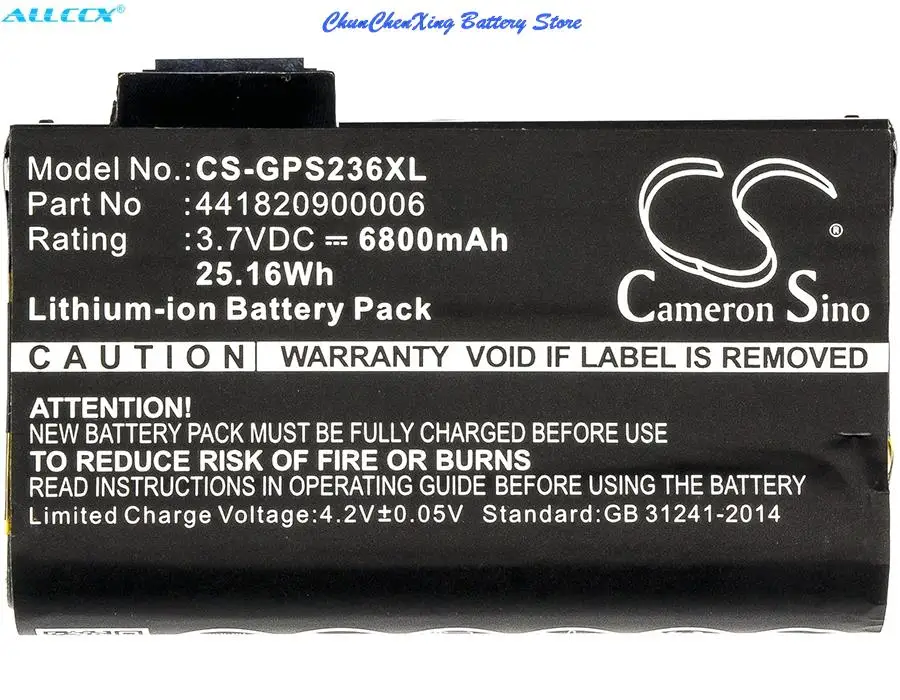 ALLCCX®
ChunChenXing Battery Store
Model No.: CS-GPS236XL
Part No :441820900006
Rating :3.7VDC ⎓ 6800mAh
25.16Wh
Lithium-ion Battery Pack
CS ®
Cameron Sino
CAUTION WARRANTY VOID IF LABEL IS REMOVED
ATTENTION!
NEW BATTERY PACK MUST BE FULLY CHARGED BEFORE USE
TO REDUCE RISK OF FIRE OR BURNS
READ INSTRUCTIONS IN OPERATING GUIDE BEFORE USING THE BATTERY
Limited Charge Voltage:4.2V±0.05V Standard:GB 31241-2014